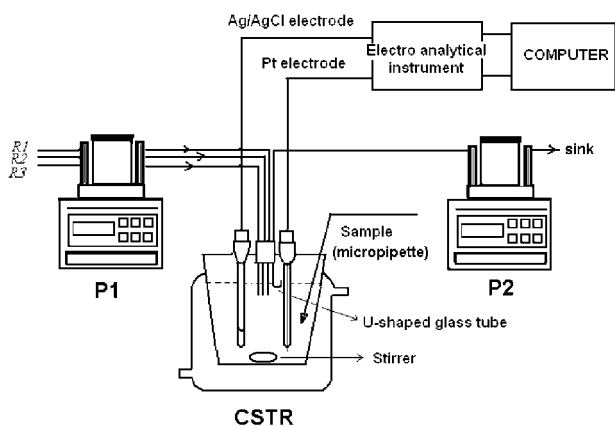 Ag/AgCl electrode
Electro analytical
instrument
COMPUTER
Pt electrode
R1
R2
R3
sink
Sample
(micropipette)
P1
P2
U-shaped glass tube
Stirrer
CSTR